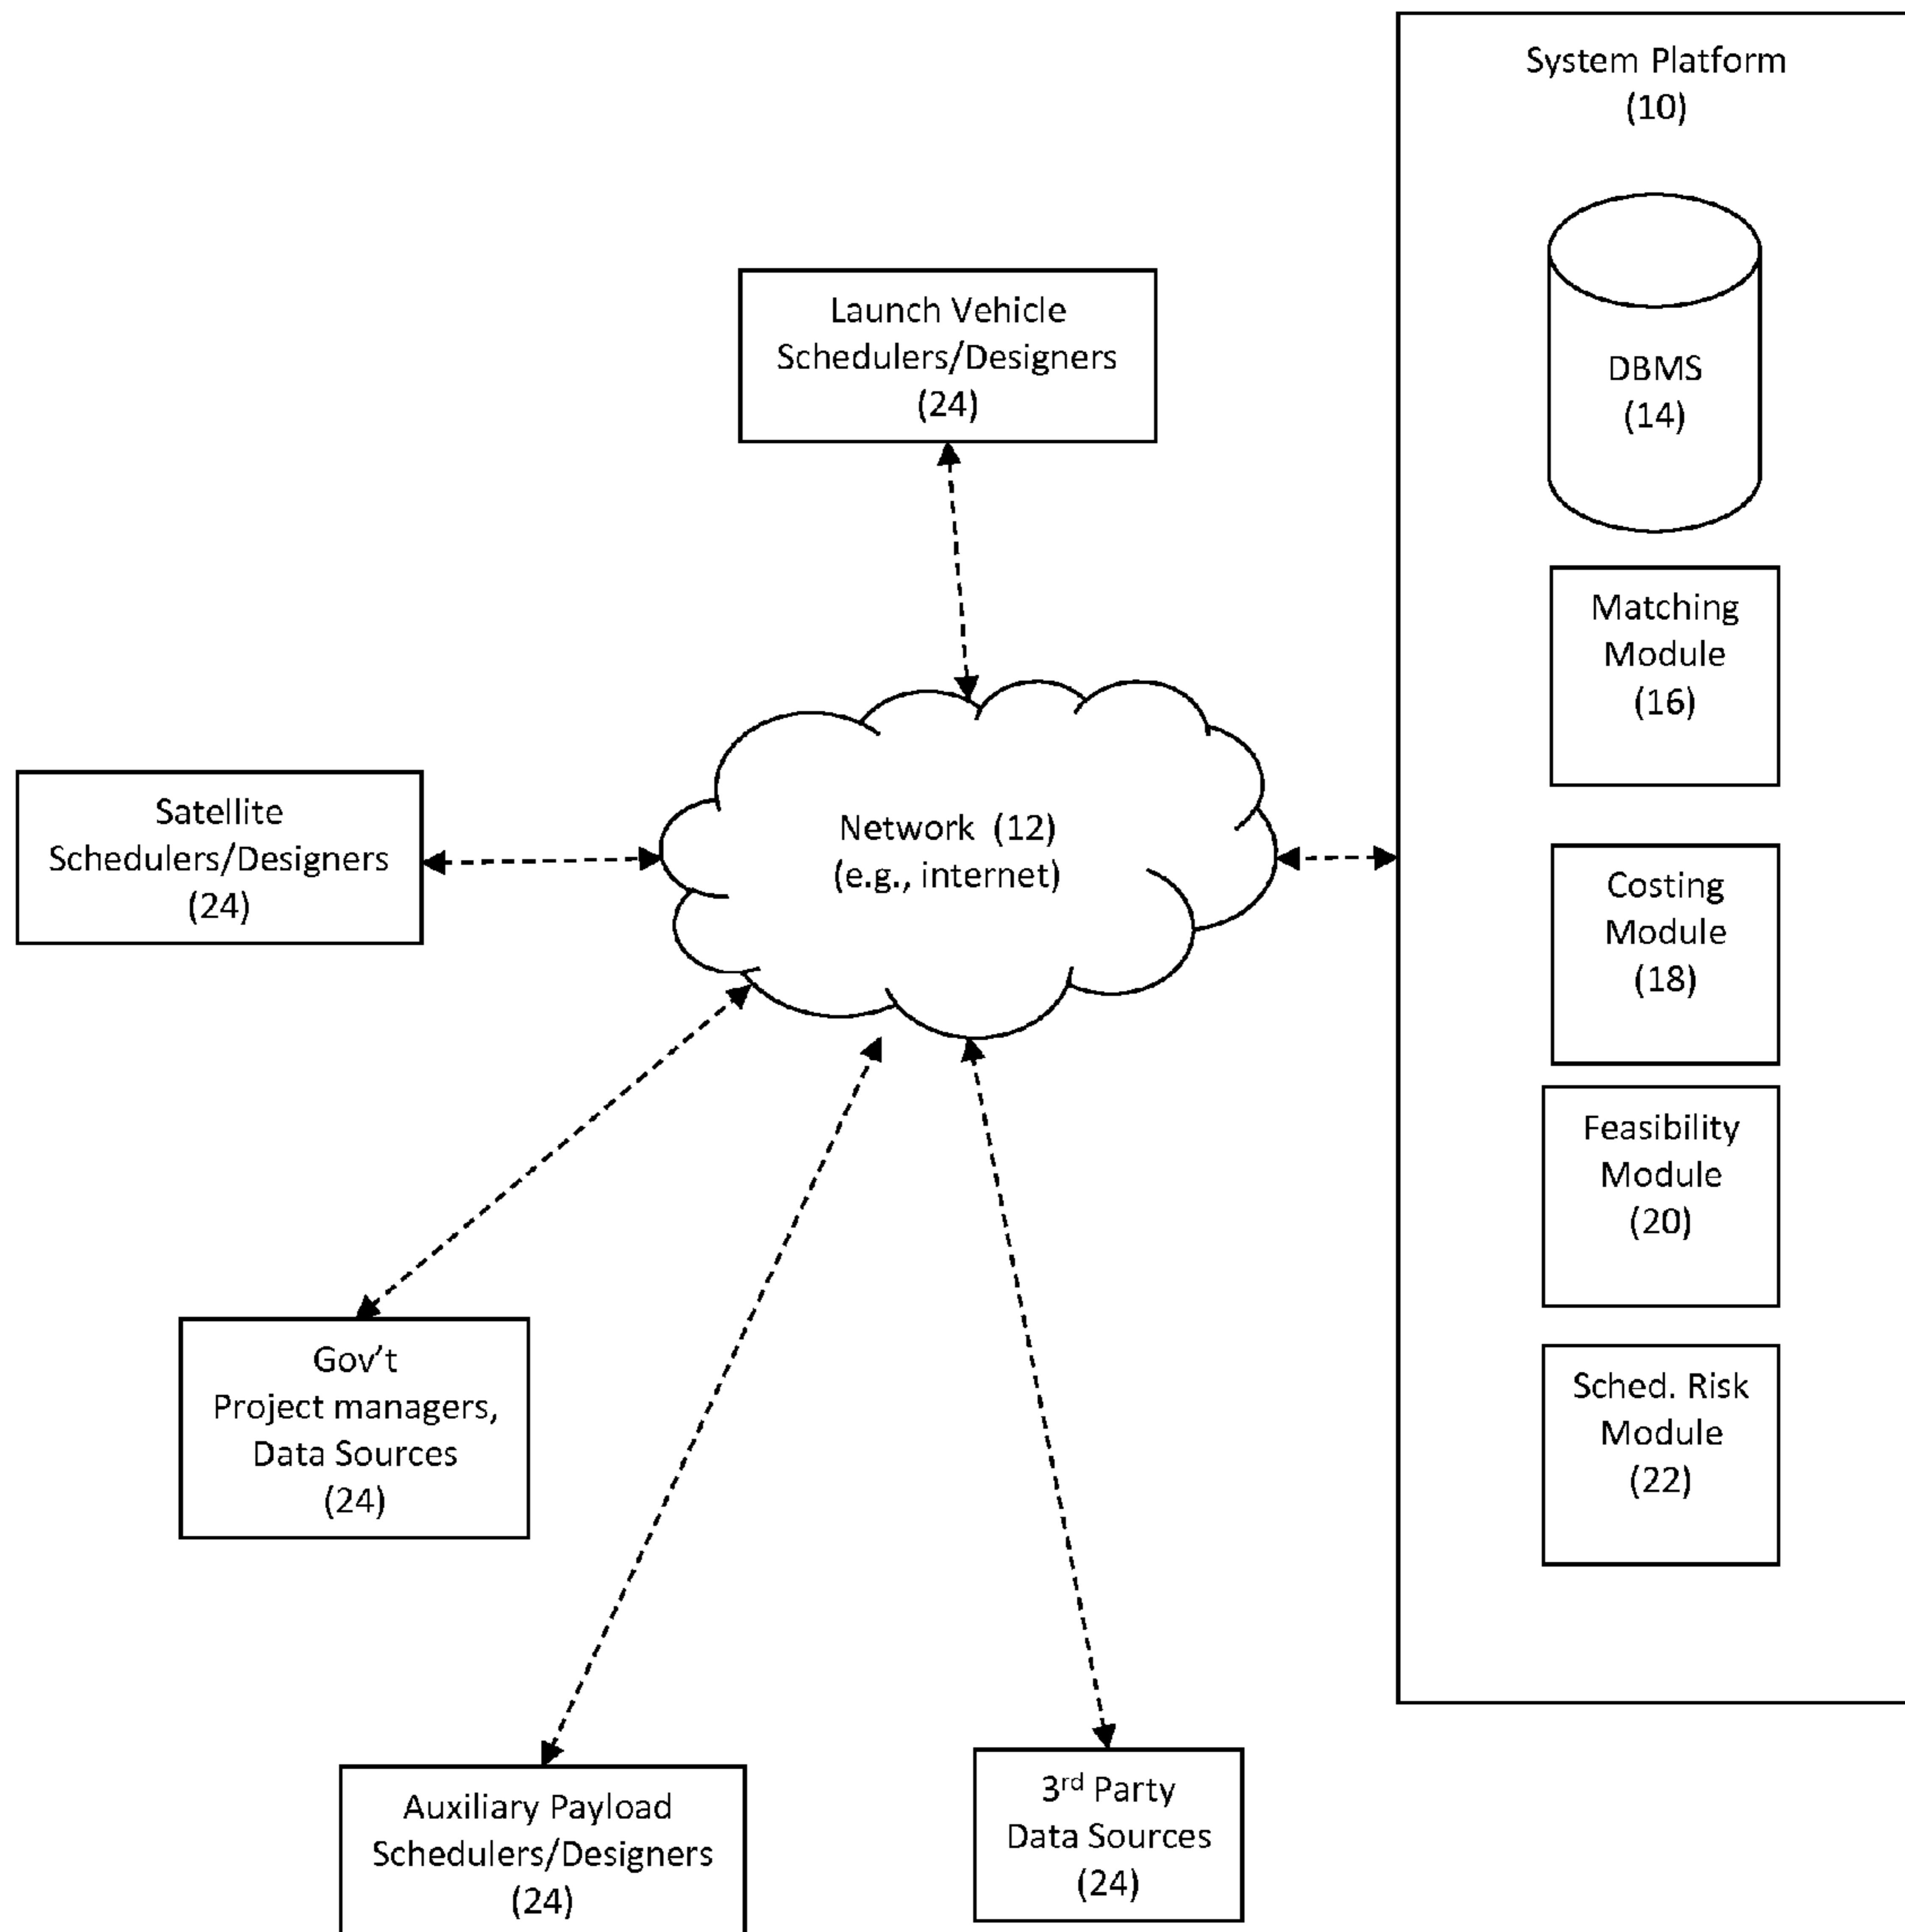 System Platform
(10)
DBMS
(14)
Matching
Module
(16)
Costing
Module
(18)
Feasibility
Module
(20)
Sched. Risk
Module
(22)
Launch Vehicle
Schedulers/Designers
(24)
Network (12)
(e.g., internet)
Satellite
Schedulers/Designers
(24)
Gov't
Project managers,
Data Sources
(24)
Auxiliary Payload
Schedulers/Designers
(24)
3rd Party
Data Sources
(24)